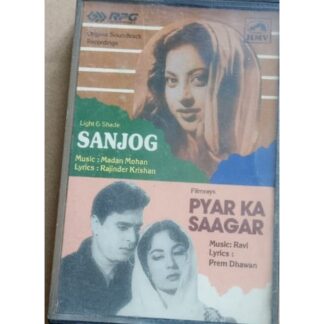 RPG
HMV
Original Soundtrack
Recordings
Light & Shade
SANJOG
Music : Madan Mohan
Lyrics : Rajinder Krishan
Filmways
PYAR KA
SAAGAR
Music: Ravi
Lyrics :
Prem Dhawan